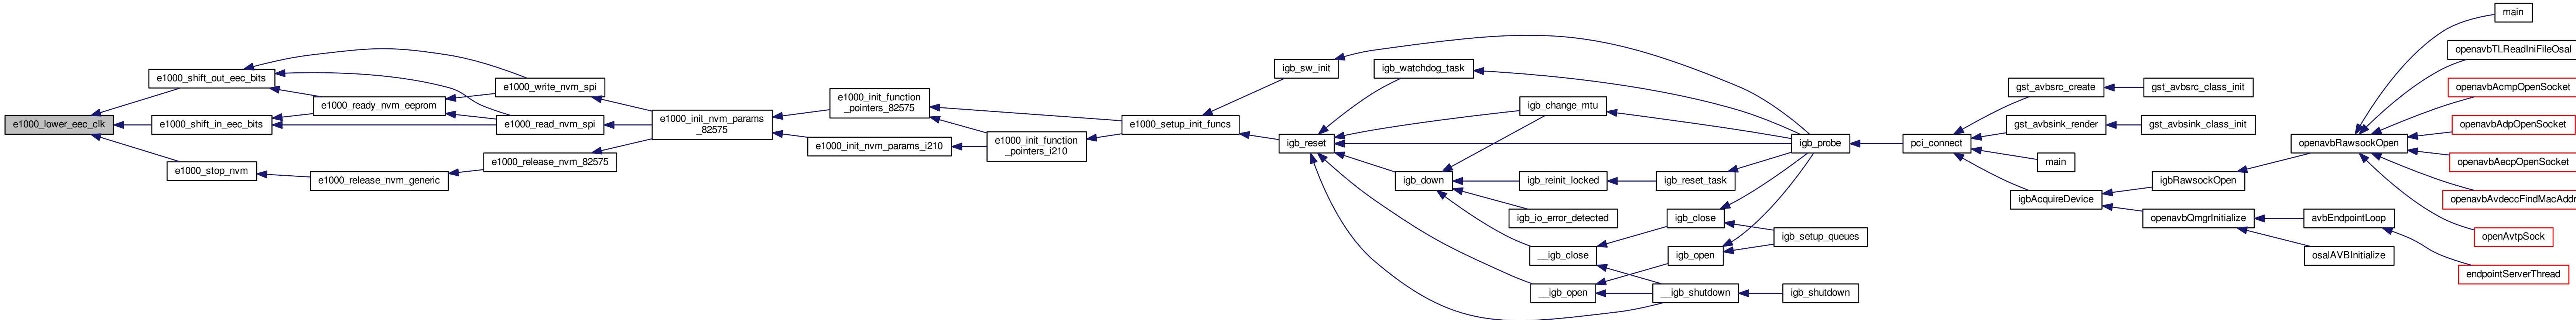 e1000_lower_eec_clk
e1000_shift_out_eec_bits
e1000_shift_in_eec_bits
e1000_stop_nvm
e1000_ready_nvm_eeprom
e1000_release_nvm_generic
e1000_write_nvm_spi
e1000_read_nvm_spi
e1000_release_nvm_82575
e1000_init_nvm_params
_82575
e1000_init_function
_pointers_82575
e1000_init_nvm_params_i210
e1000_init_function
_pointers_i210
e1000_setup_init_funcs
igb_sw_init
igb_reset
igb_watchdog_task
igb_down
igb_change_mtu
igb_reinit_locked
igb_io_error_detected
__igb_close
__igb_open
igb_reset_task
igb_close
igb_open
__igb_shutdown
igb_probe
igb_setup_queues
igb_shutdown
pci_connect
gst_avbsrc_create
gst_avbsink_render
main
igbAcquireDevice
gst_avbsrc_class_init
gst_avbsink_class_init
igbRawsockOpen
openavbQmgrInitialize
openavbRawsockOpen
avbEndpointLoop
osalAVBInitialize
main
openavbTLReadIniFileOsal
openavbAcmpOpenSocket
openavbAdpOpenSocket
openavbAecpOpenSocket
openavbAvdeccFindMacAddr
openAvtpSock
endpointServerThread